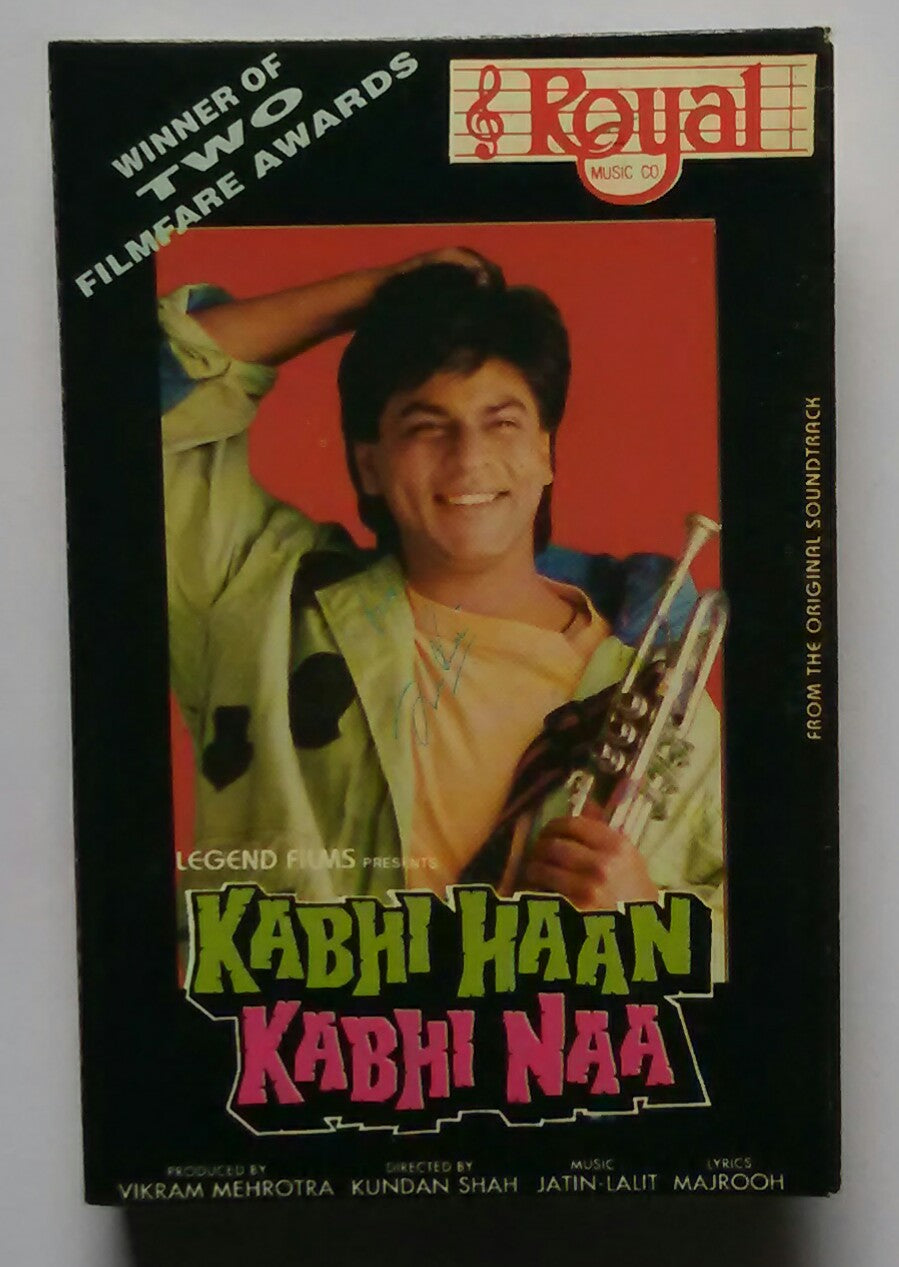 WINNER OF
TWO
FILMFARE AWARDS
Royal
MUSIC CO
FROM THE ORIGINAL SOUNDTRACK
LEGEND FILMS PRESENTS
KABHI HAAN
KABHI NAA
PRODUCED BY
VIKRAM MEHROTRA
DIRECTED BY
KUNDAN SHAH
MUSIC
JATIN-LALIT
LYRICS
MAJROOH